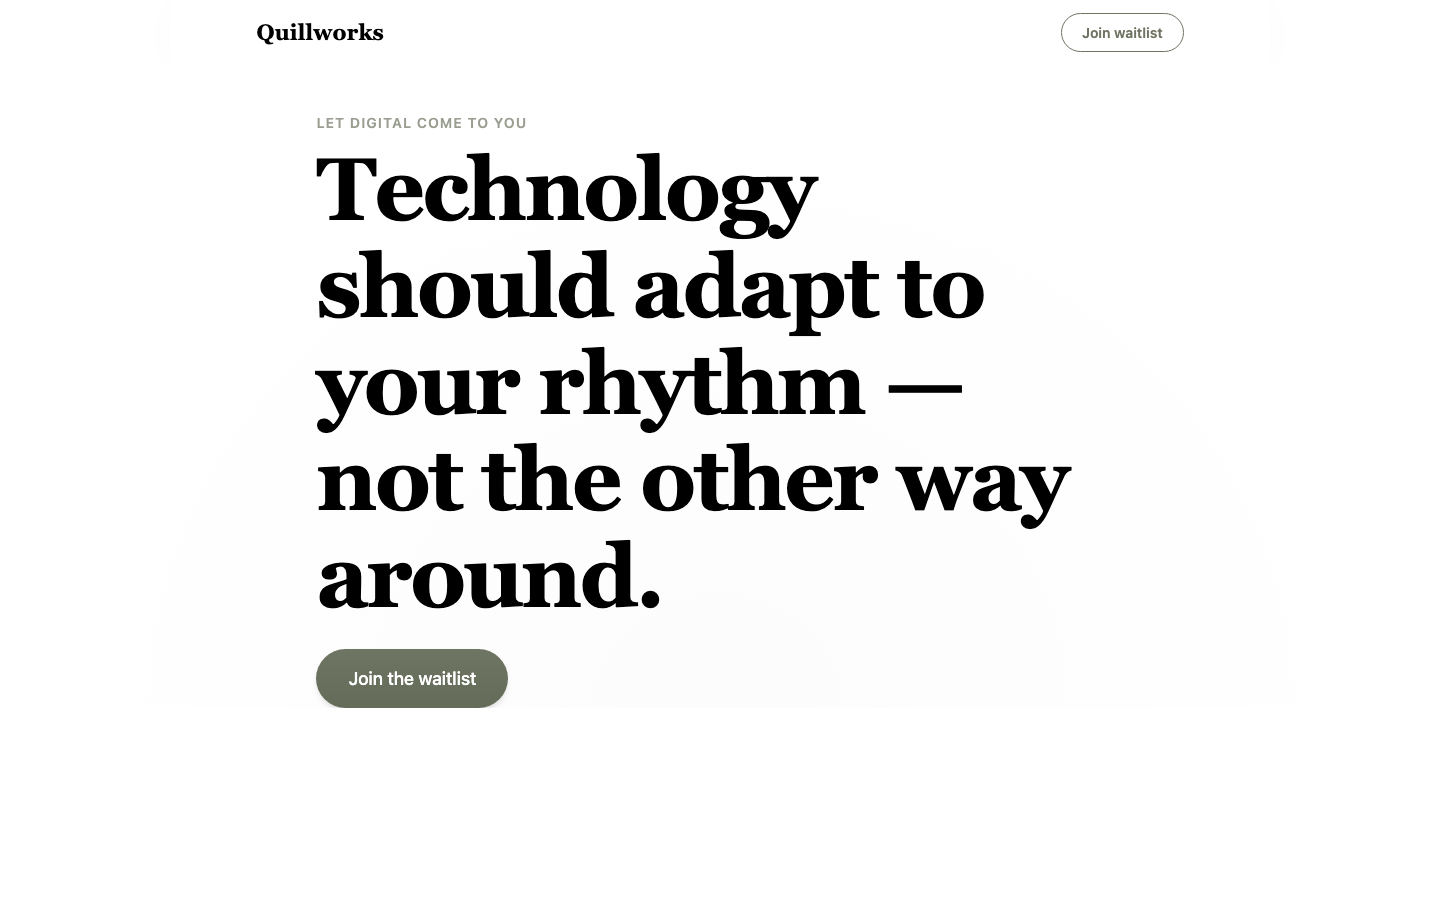 Quillworks
Join waitlist
LET DIGITAL COME TO YOU
Technology
should adapt to
your rhythm —
not the other way
around.
Join the waitlist